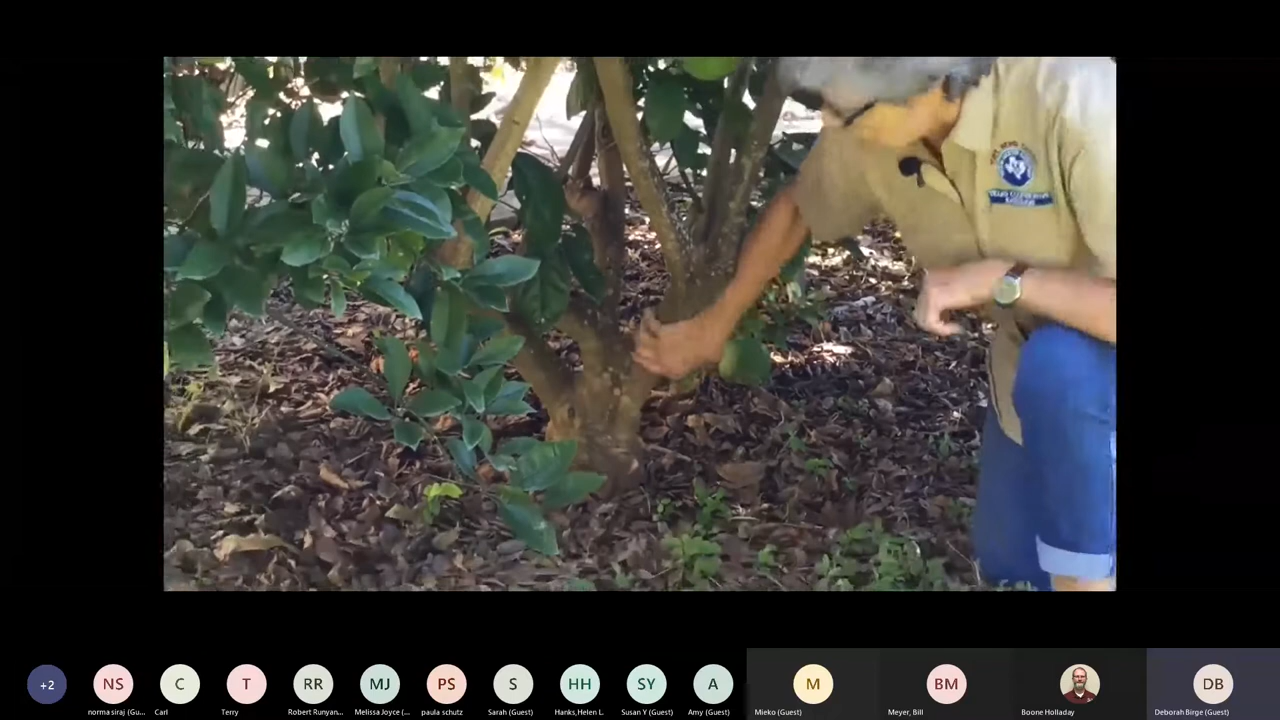 +2
NS
C
T
RR
MJ
PS
S
HH
SY
A
M
BM
DB
norma siraj (Gu...
Carl
Terry
Robert Runyan...
Melissa Joyce (...
paula schutz
Sarah (Guest)
Hanks,Helen L.
Susan Y (Guest)
Amy (Guest)
Mieko (Guest)
Meyer, Bill
Boone Holladay
Deborah Birge (Guest)